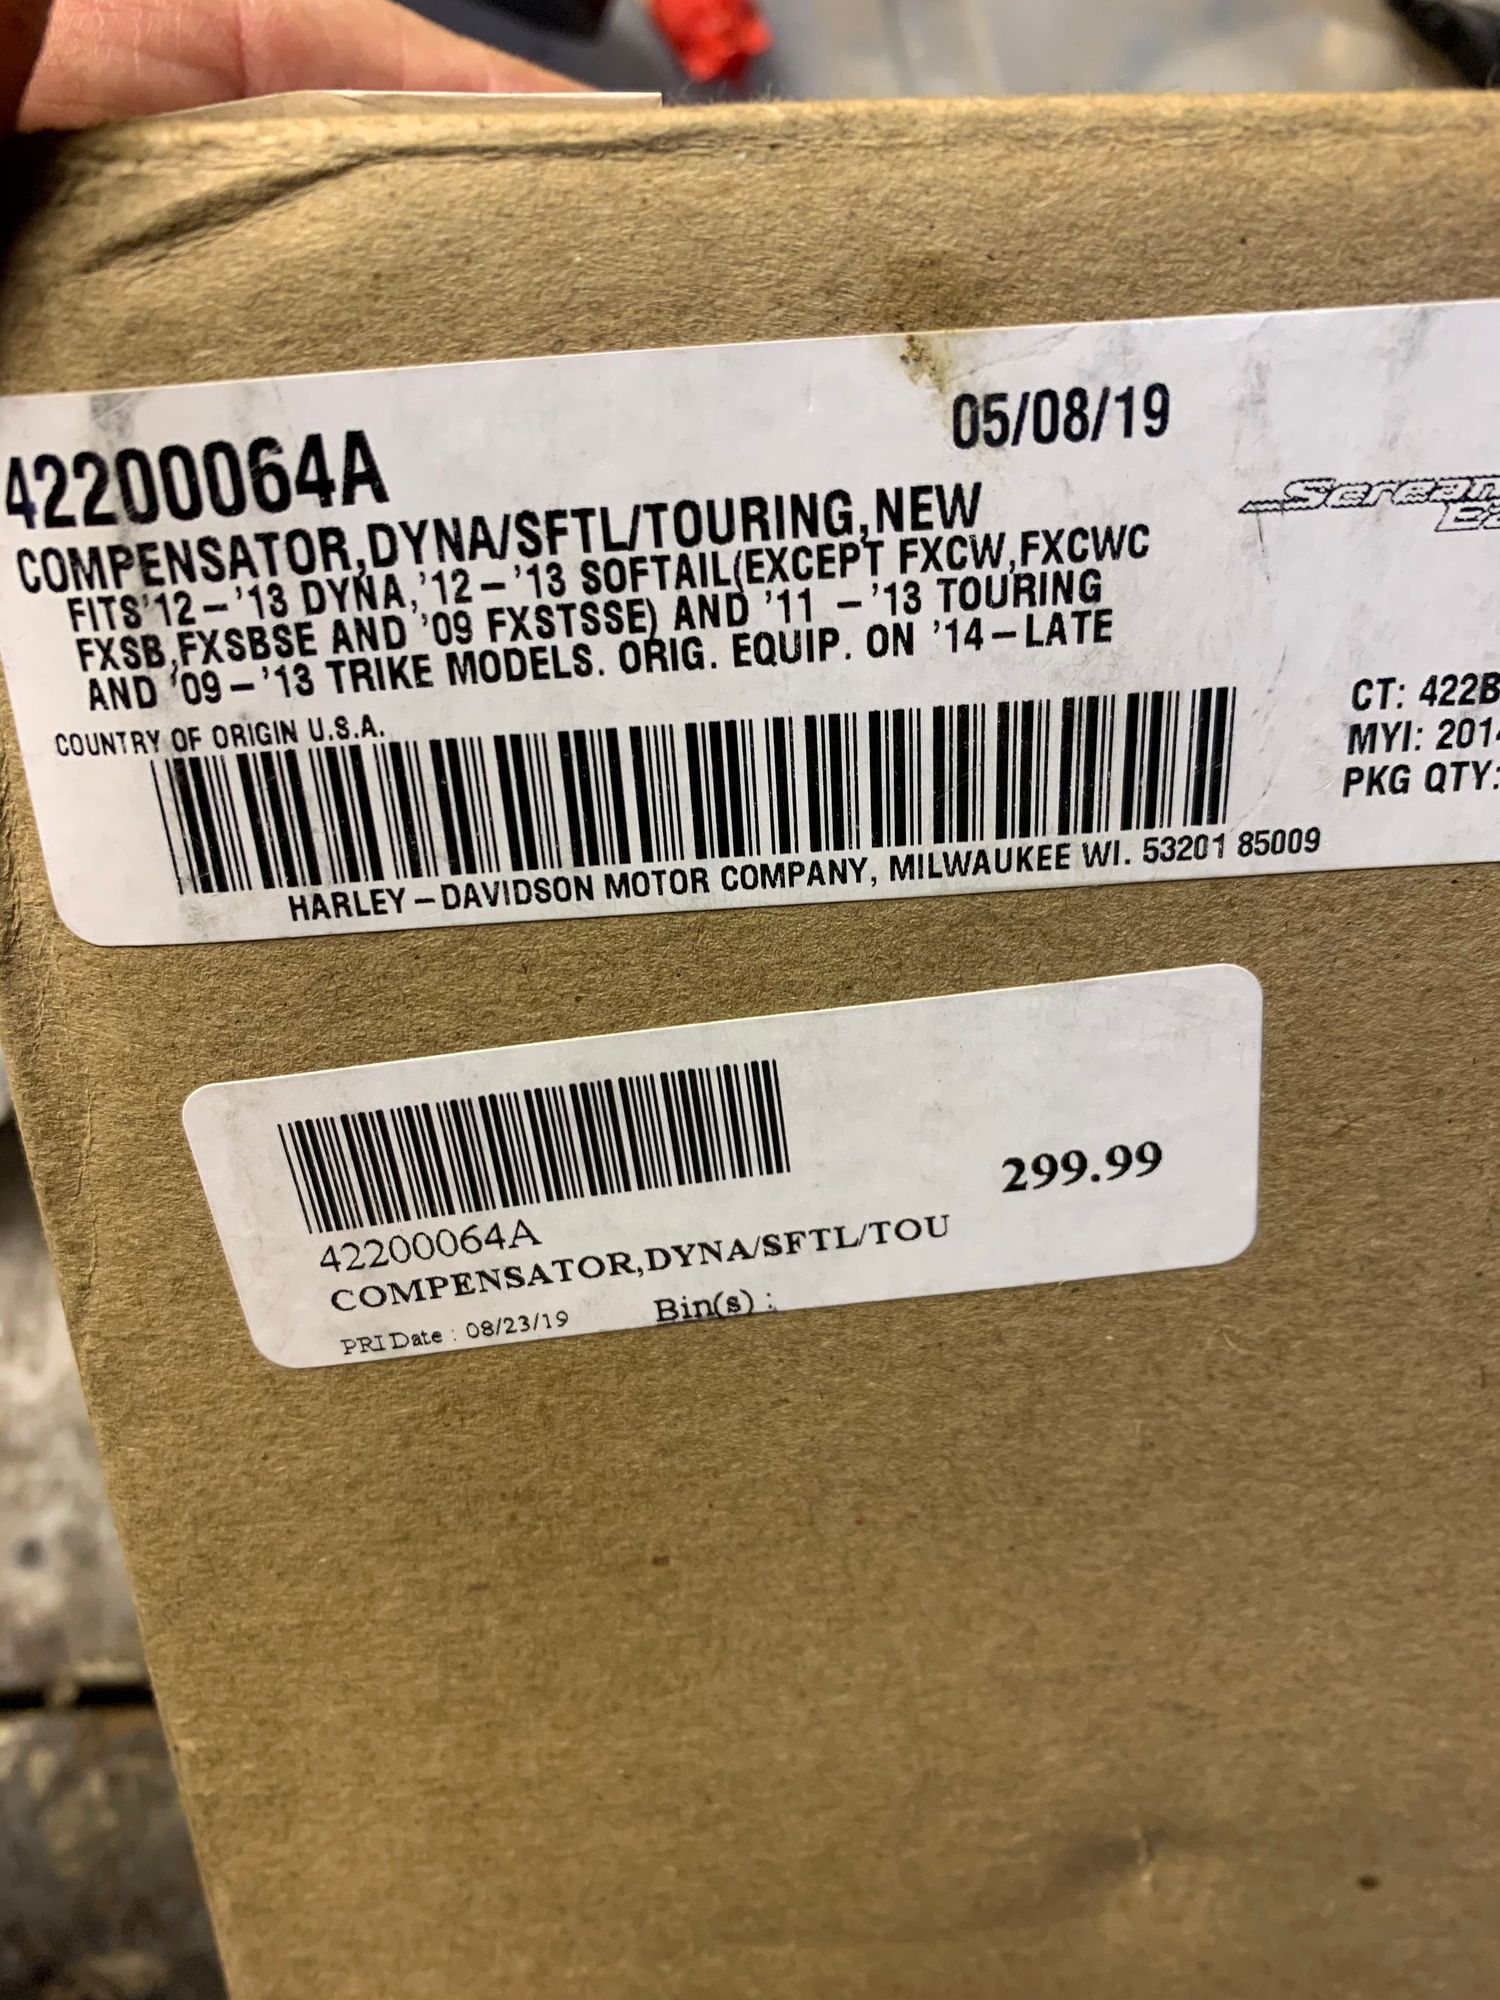 42200064A
05/08/19
COMPENSATOR,DYNA/SFTL/TOURING,NEW
FITS'12-'13 DYNA,'12-'13 SOFTAIL(EXCEPT FXCW,FXCWC
FXSB,FXSBSE AND '09 FXSTSSE) AND '11 -'13 TOURING
AND '09-'13 TRIKE MODELS. ORIG. EQUIP. ON '14-LATE
COUNTRY OF ORIGIN U.S.A.
CT: 422B
MYI: 201
PKG QTY:
HARLEY-DAVIDSON MOTOR COMPANY, MILWAUKEE WI. 53201 85009
299.99
42200064A
COMPENSATOR,DYNA/SFTL/TOU
PRI Date : 08/23/19 Bin(s) :